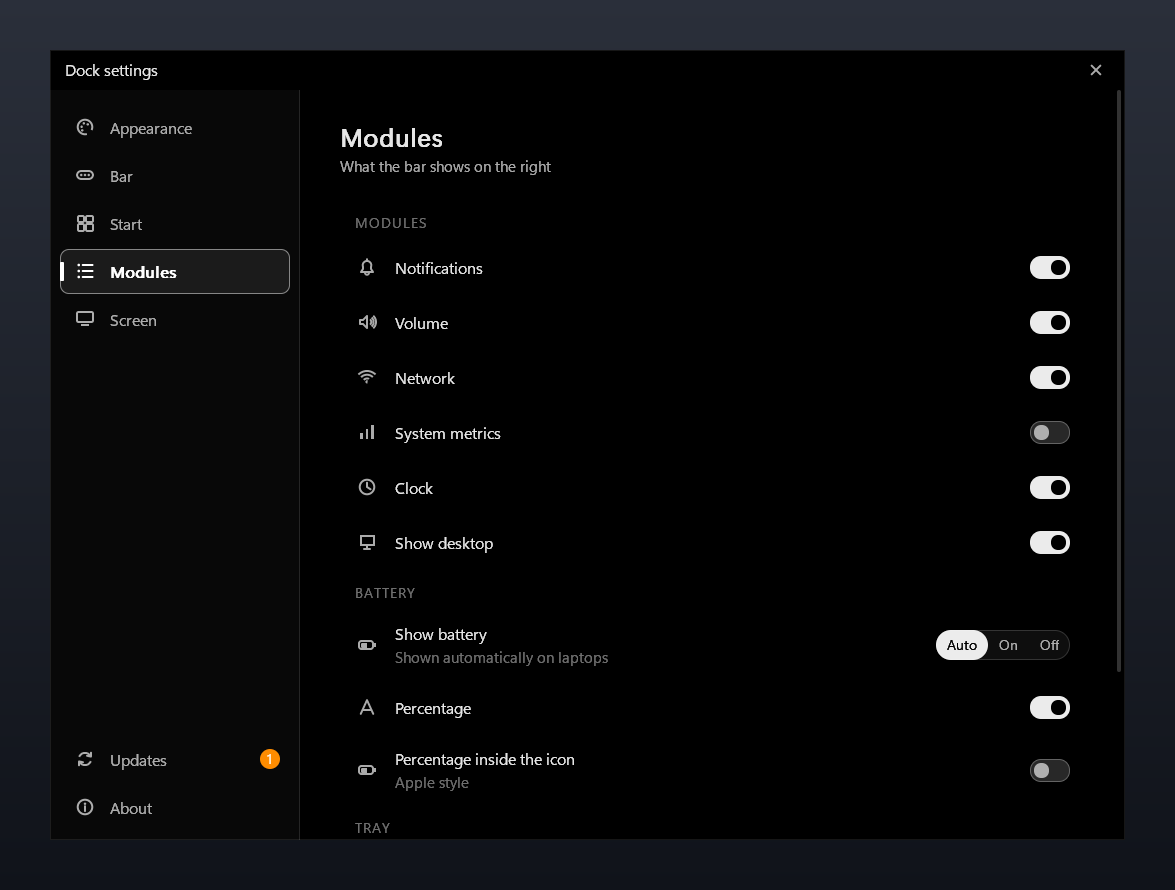 Dock settings
Appearance
Bar
Start
Modules
Screen
Updates
1
About
Modules
What the bar shows on the right
MODULES
Notifications
Volume
Network
System metrics
Clock
Show desktop
BATTERY
Show battery
Shown automatically on laptops
Auto On Off
Percentage
Percentage inside the icon
Apple style
TRAY